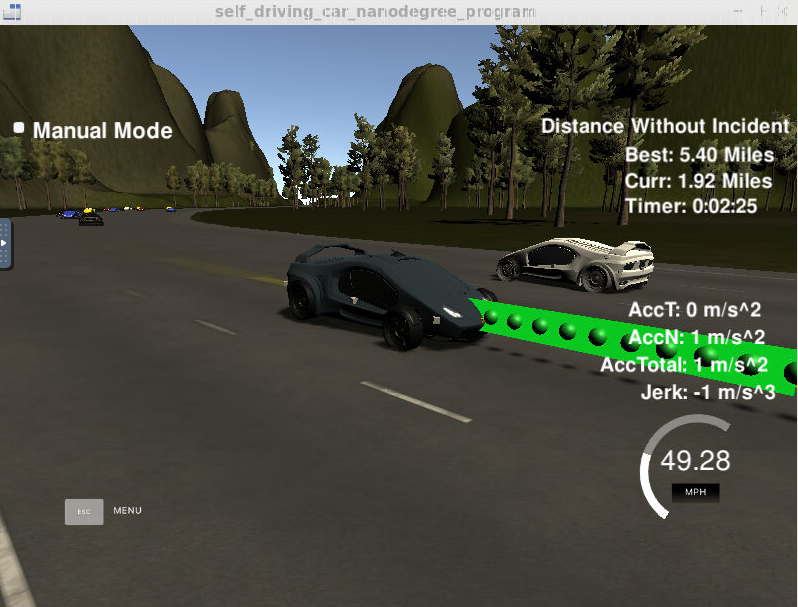 self_driving_car_nanodegree_program
Manual Mode
Distance Without Incident
Best: 5.40 Miles
Curr: 1.92 Miles
Timer: 0:02:25
AccT: 0 m/s^2
AccN: 1 m/s^2
AccTotal: 1 m/s^2
Jerk: -1 m/s^3
49.28
MPH
ESC MENU